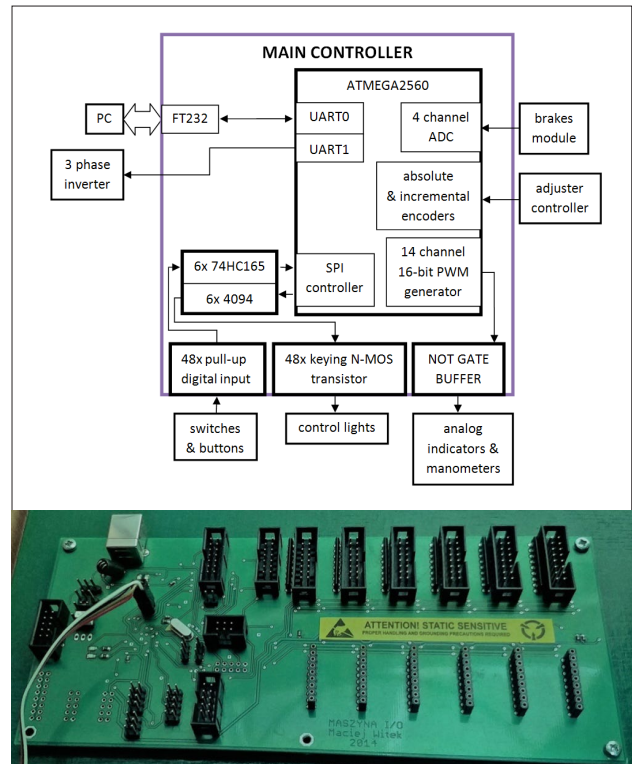 MAIN CONTROLLER
ATMEGA2560
PC
FT232
UART0
UART1
4 channel
ADC
brakes
module
3 phase
inverter
absolute
& incremental
encoders
adjuster
controller
6x 74HC165
6x 4094
SPI
controller
14 channel
16-bit PWM
generator
48x pull-up
digital input
48x keying N-MOS
transistor
NOT GATE
BUFFER
switches
& buttons
control lights
analog
indicators &
manometers
ATTENTION! STATIC SENSITIVE
PROPER HANDLING AND GROUNDING PRECAUTIONS REQUIRED
MASZYNA I/O
Maciej Witek
2014